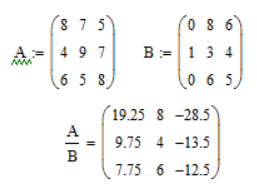 A := ( 8 7 5 4 9 7 6 5 8 ) B := ( 0 8 6 1 3 4 0 6 5 )
A/B = ( 19.25 8 −28.5 9.75 4 −13.5 7.75 6 −12.5 )